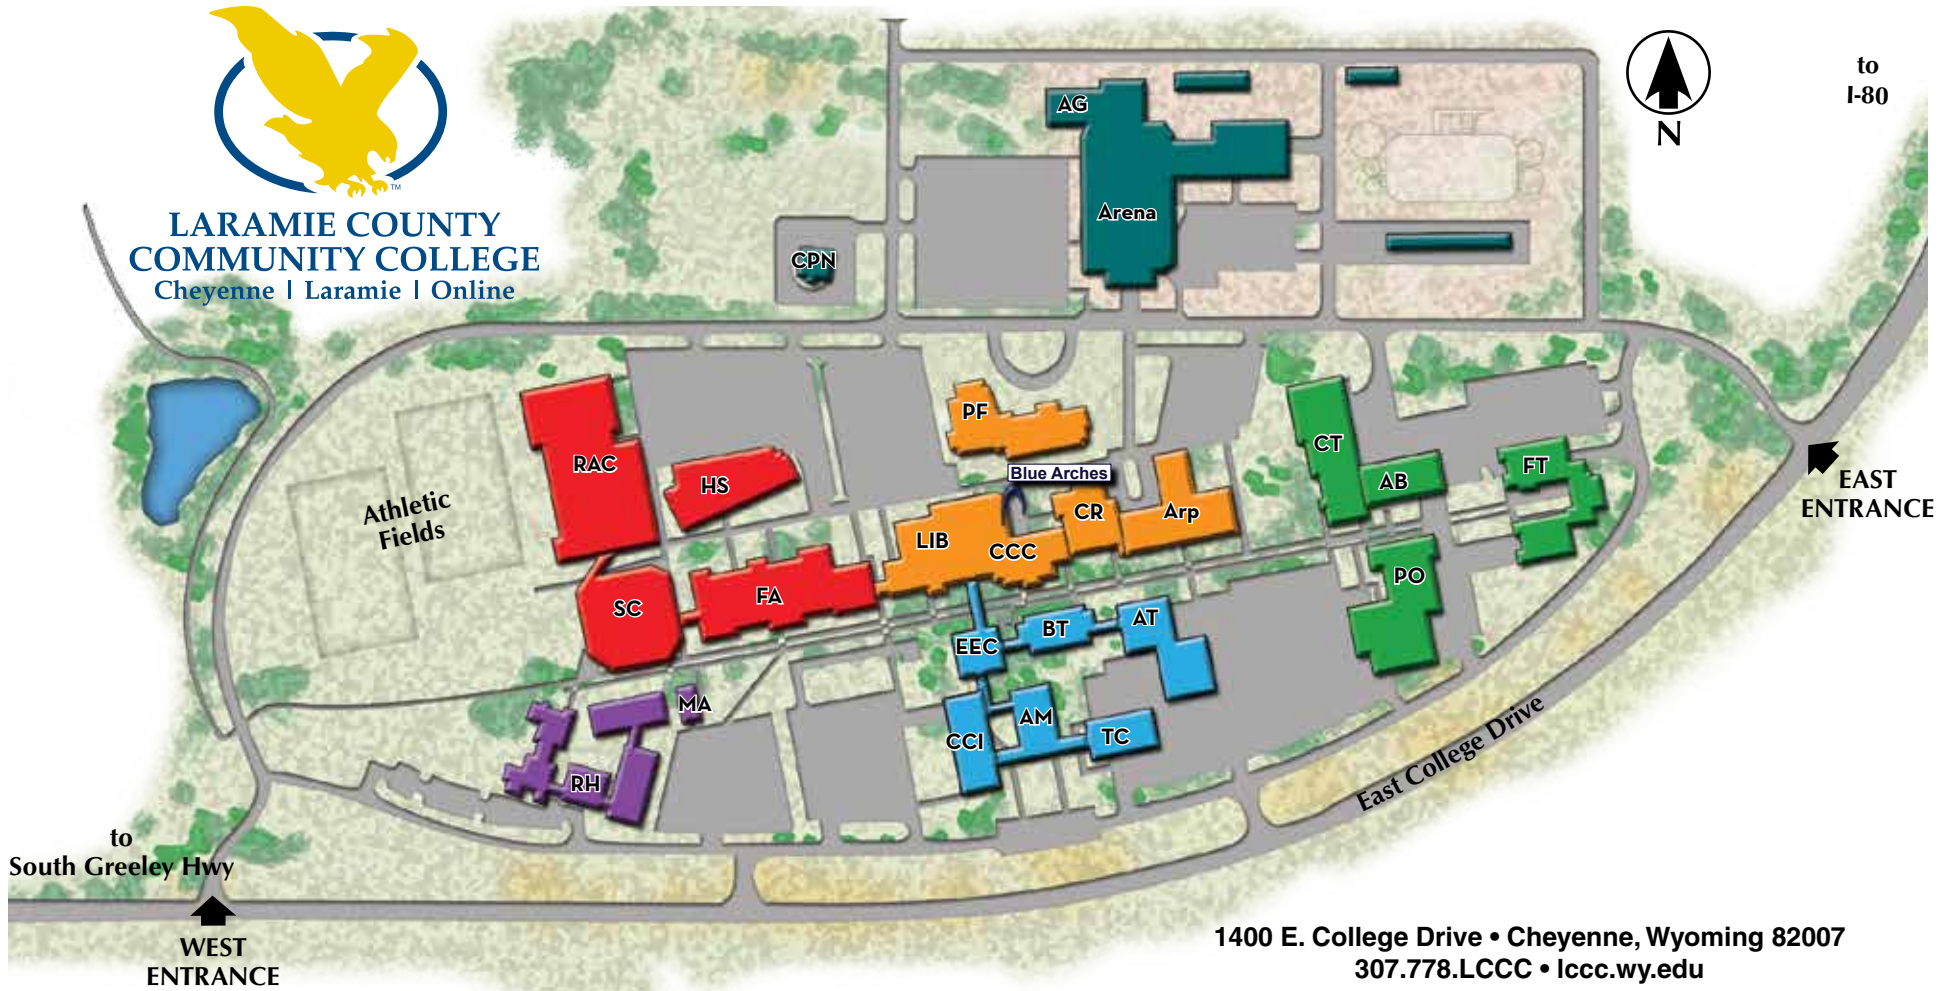 LARAMIE COUNTY
COMMUNITY COLLEGE
Cheyenne | Laramie | Online
TM
N
to
I-80
AG
Arena
CPN
PF
RAC
HS
Blue Arches
CT
AB
FT
EAST
ENTRANCE
Athletic
Fields
LIB
CCC
CR
Arp
SC
FA
PO
EEC
BT
AT
MA
RH
CCI
AM
TC
East College Drive
to
South Greeley Hwy
WEST
ENTRANCE
1400 E. College Drive • Cheyenne, Wyoming 82007
307.778.LCCC • lccc.wy.edu